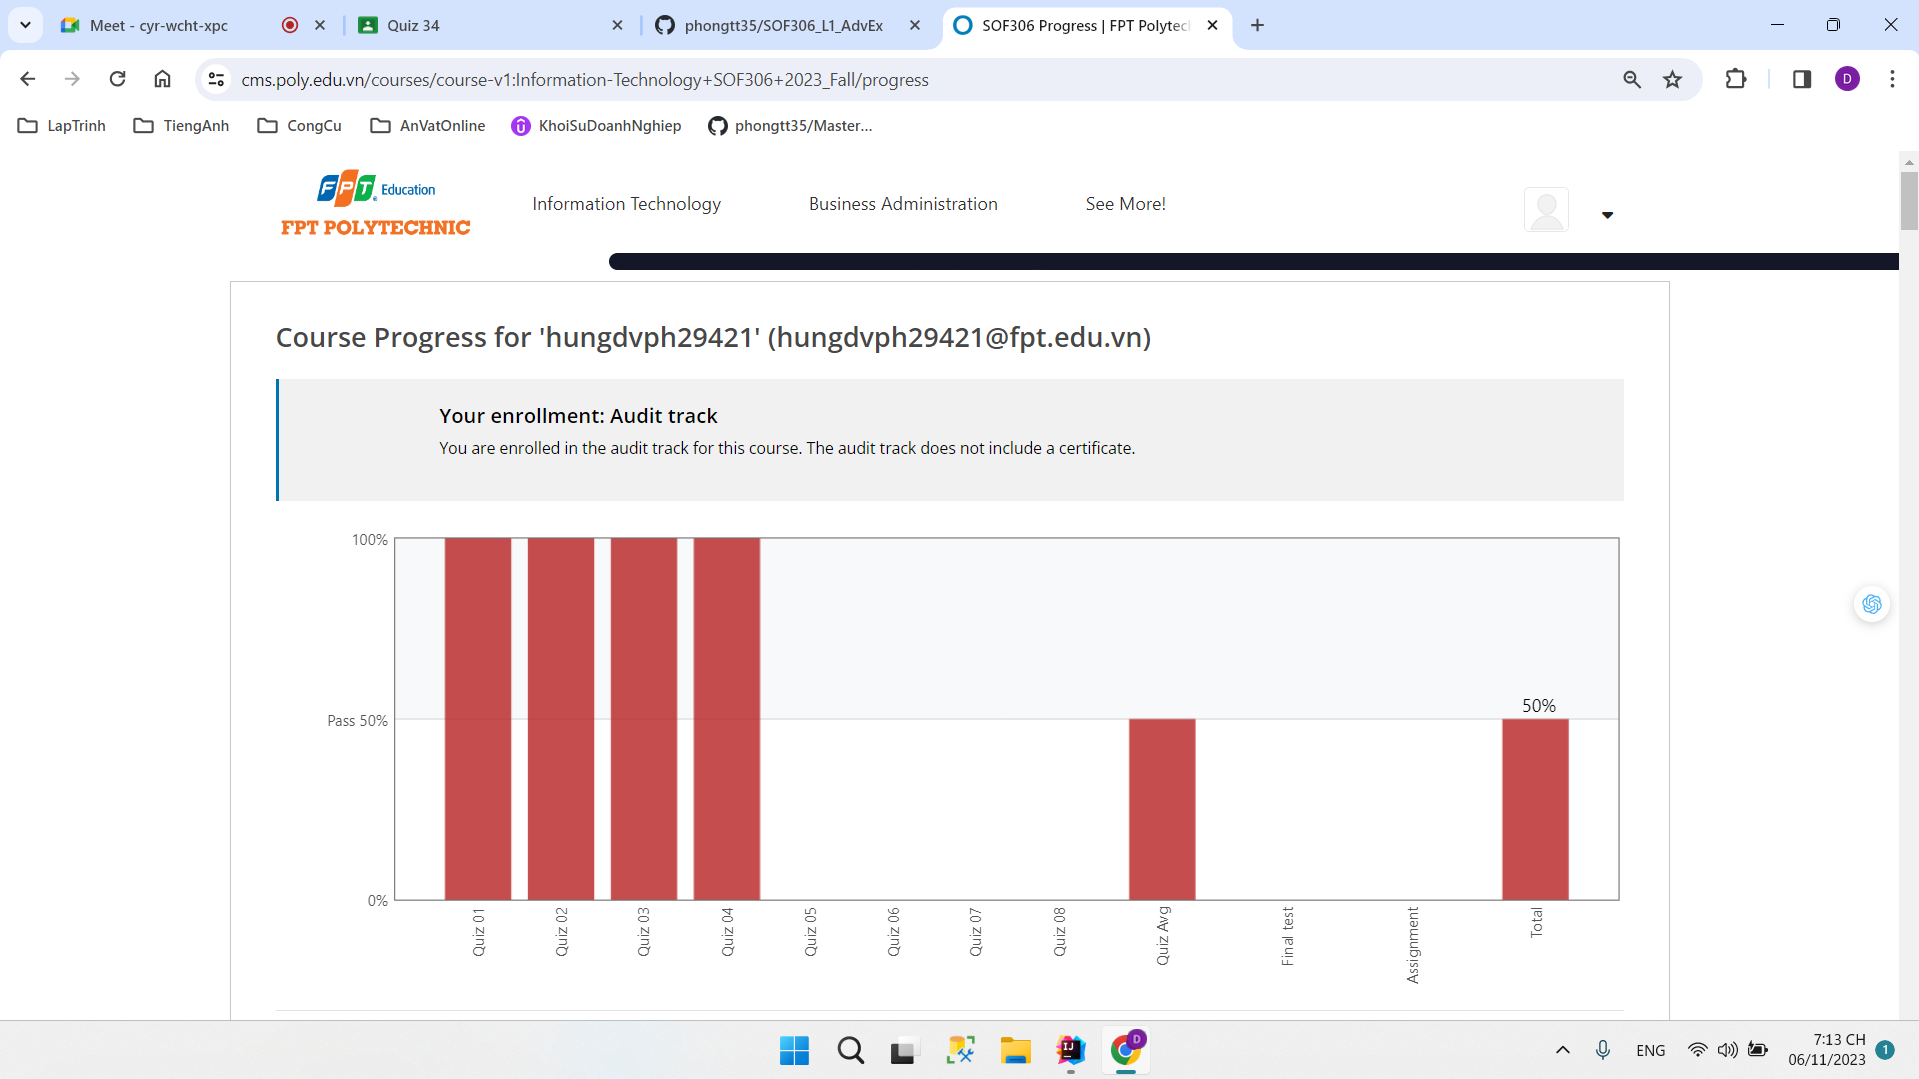 Meet - cyr-wcht-xpc
Quiz 34
phongtt35/SOF306_L1_AdvEx
SOF306 Progress | FPT Polytec
cms.poly.edu.vn/courses/course-v1:Information-Technology+SOF306+2023_Fall/progress
D
LapTrinh
TiengAnh
CongCu
AnVatOnline
KhoiSuDoanhNghiep
phongtt35/Master...
FPT Education
FPT POLYTECHNIC
Information Technology
Business Administration
See More!
Course Progress for 'hungdvph29421' (hungdvph29421@fpt.edu.vn)
Your enrollment: Audit track
You are enrolled in the audit track for this course. The audit track does not include a certificate.
100%
Pass 50%
0%
50%
Quiz 01
Quiz 02
Quiz 03
Quiz 04
Quiz 05
Quiz 06
Quiz 07
Quiz 08
Quiz Avg
Final test
Assignment
Total
IJ
D
ENG
7:13 CH
06/11/2023
1